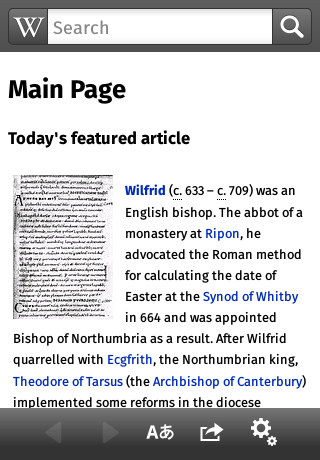 W Search
Main Page
Today's featured article
Wilfrid (c. 633 – c. 709) was an
English bishop. The abbot of a
monastery at Ripon, he
advocated the Roman method
for calculating the date of
Easter at the Synod of Whitby
in 664 and was appointed
Bishop of Northumbria as a result. After Wilfrid
quarrelled with Ecgfrith, the Northumbrian king,
Theodore of Tarsus (the Archbishop of Canterbury)
implemented some reforms in the diocese
Aあ